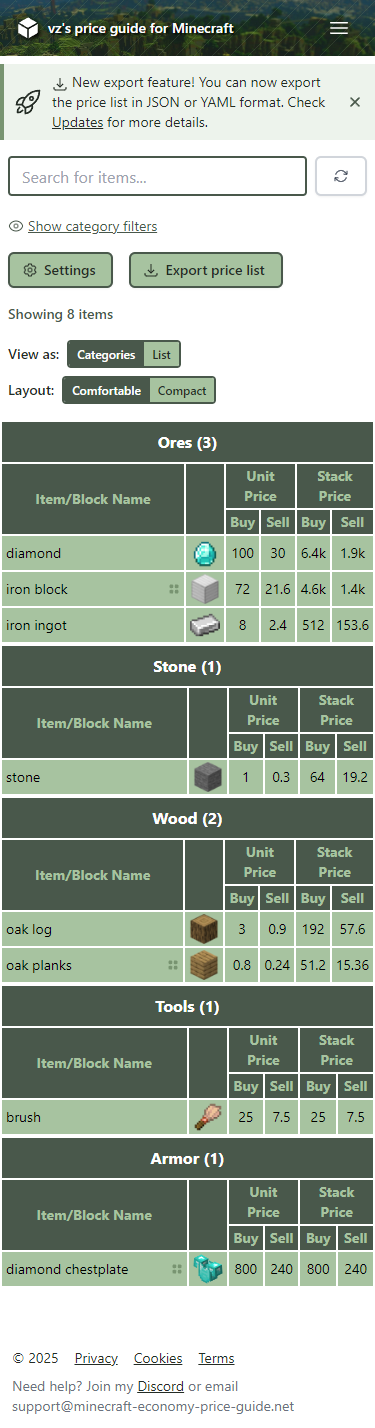 vz's price guide for Minecraft
New export feature! You can now export
the price list in JSON or YAML format. Check
Updates for more details.
Search for items...
Show category filters
Settings Export price list
Showing 8 items
View as: Categories List
Layout: Comfortable Compact
Ores (3)
Item/Block Name Unit Price Stack Price
Buy Sell Buy Sell
diamond 100 30 6.4k 1.9k
iron block 72 21.6 4.6k 1.4k
iron ingot 8 2.4 512 153.6
Stone (1)
Item/Block Name Unit Price Stack Price
Buy Sell Buy Sell
stone 1 0.3 64 19.2
Wood (2)
Item/Block Name Unit Price Stack Price
Buy Sell Buy Sell
oak log 3 0.9 192 57.6
oak planks 0.8 0.24 51.2 15.36
Tools (1)
Item/Block Name Unit Price Stack Price
Buy Sell Buy Sell
brush 25 7.5 25 7.5
Armor (1)
Item/Block Name Unit Price Stack Price
Buy Sell Buy Sell
diamond chestplate 800 240 800 240
© 2025 Privacy Cookies Terms
Need help? Join my Discord or email
support@minecraft-economy-price-guide.net